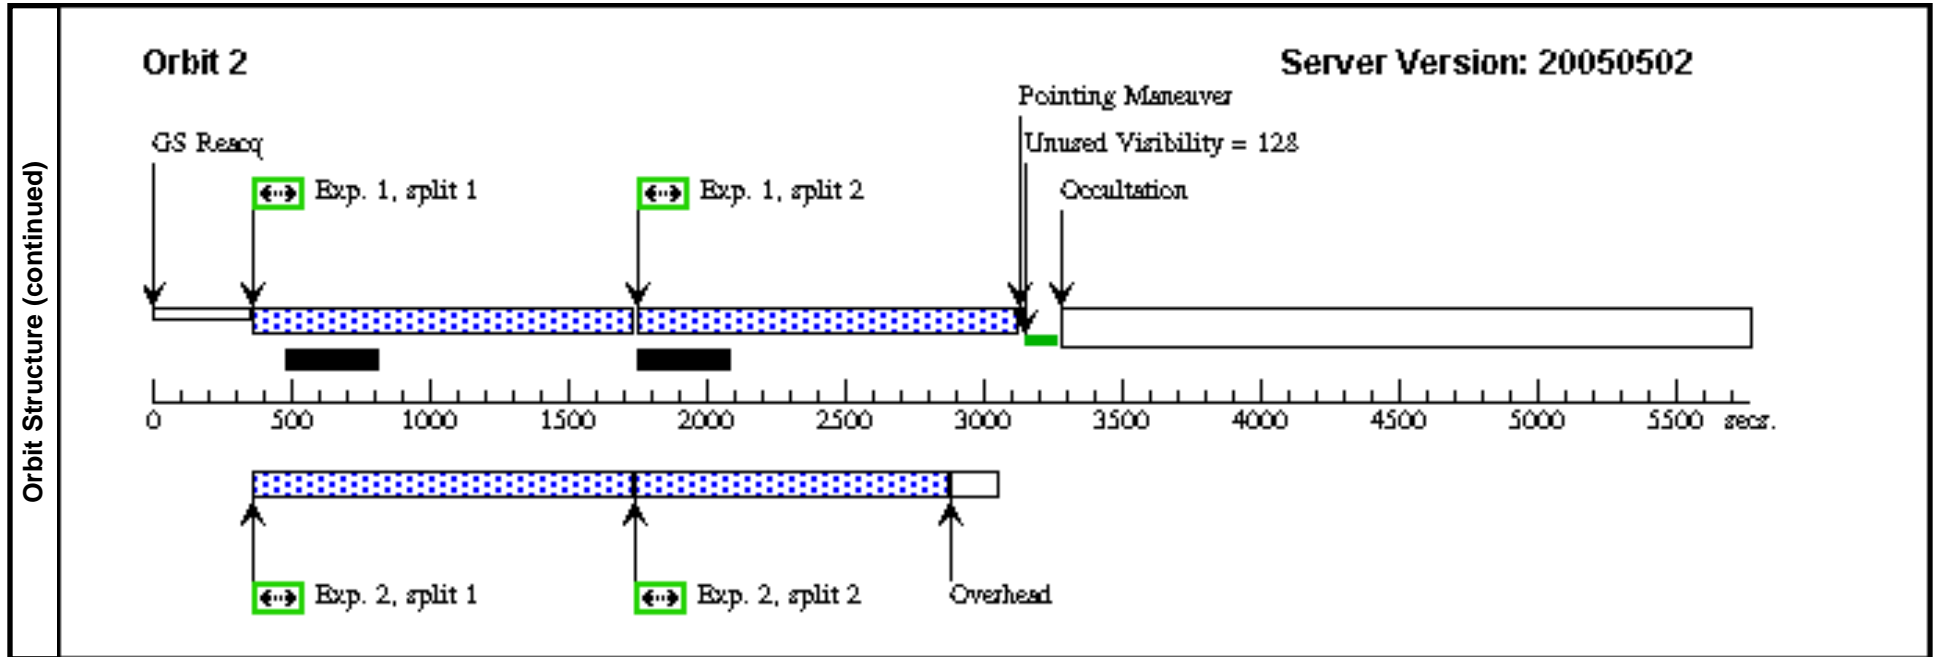 Orbit Structure (continued)
Orbit 2
Server Version: 20050502
Pointing Maneuver
GS Reacq
Unused Visibility = 128
Exp. 1, split 1
Exp. 1, split 2
Occultation
0 500 1000 1500 2000 2500 3000 3500 4000 4500 5000 5500 secs.
Exp. 2, split 1
Exp. 2, split 2
Overhead